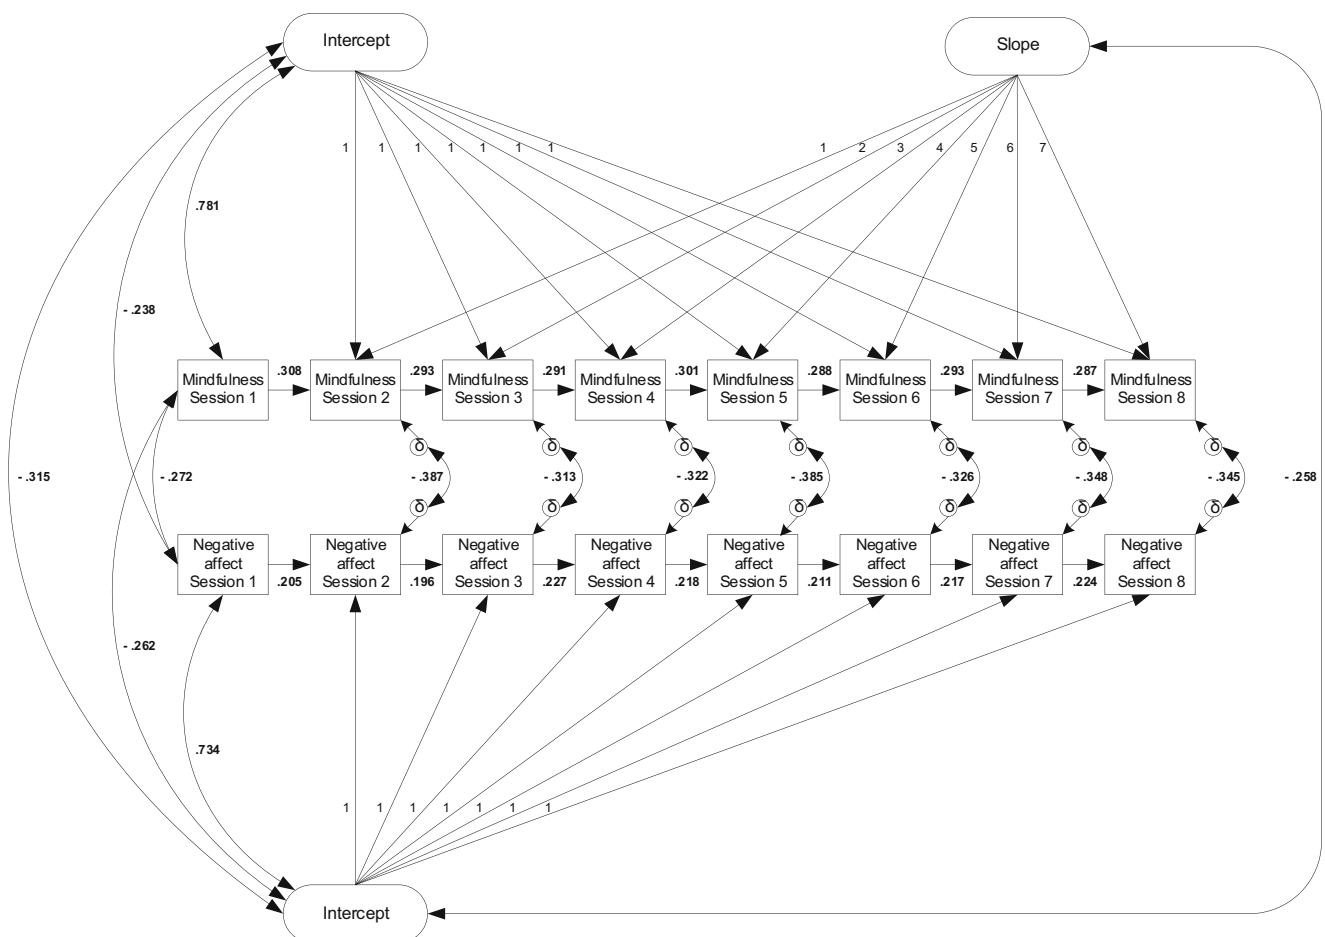 Intercept
Slope
1 1 1 1 1 1 1
1 2 3 4 5 6 7
.781
- .238
.308 .293 .291 .301 .288 .293 .287
Mindfulness
Session 1
Mindfulness
Session 2
Mindfulness
Session 3
Mindfulness
Session 4
Mindfulness
Session 5
Mindfulness
Session 6
Mindfulness
Session 7
Mindfulness
Session 8
δ δ δ δ δ δ δ
- .315
- .272
- .387
- .313
- .322
- .385
- .326
- .348
- .345
- .258
δ δ δ δ δ δ δ
Negative
affect
Session 1
Negative
affect
Session 2
Negative
affect
Session 3
Negative
affect
Session 4
Negative
affect
Session 5
Negative
affect
Session 6
Negative
affect
Session 7
Negative
affect
Session 8
.205 .196 .227 .218 .211 .217 .224
- .262
.734
1 1 1 1 1 1 1
Intercept